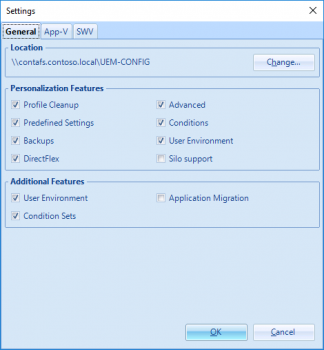 Settings
General App-V SWV
Location
\\contafs.contoso.local\UEM-CONFIG Change...
Personalization Features
Profile Cleanup Advanced
Predefined Settings Conditions
Backups User Environment
DirectFlex Silo support
Additional Features
User Environment Application Migration
Condition Sets
OK Cancel